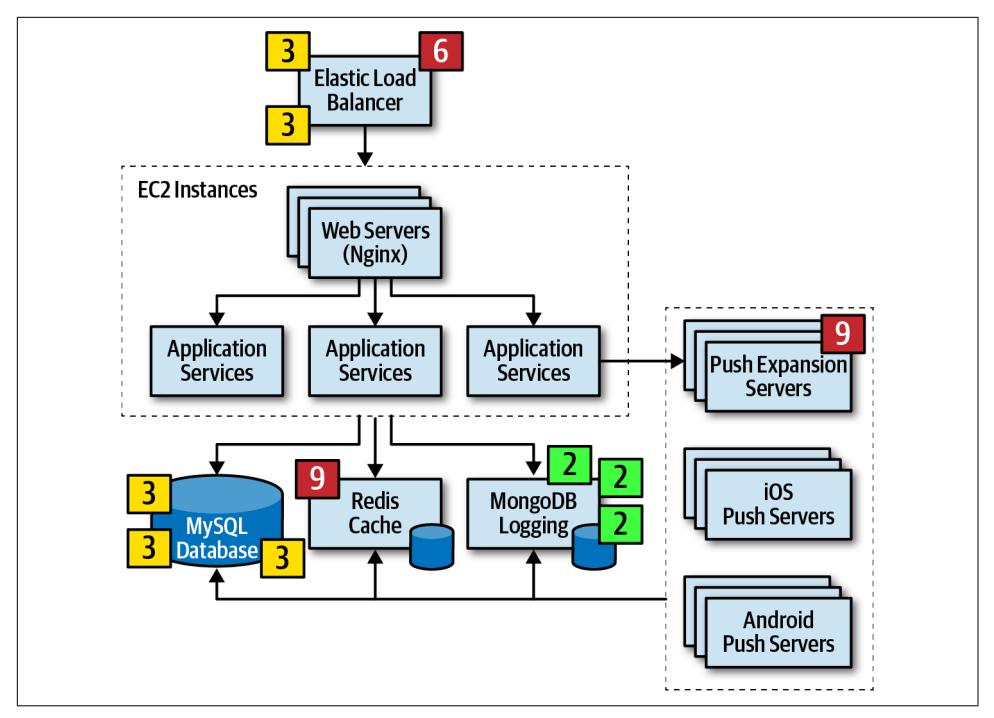 3
6
Elastic Load
Balancer
3
EC2 Instances
Web Servers
(Nginx)
Application
Services
Application
Services
Application
Services
9
Push Expansion
Servers
3
MySQL
Database
3
3
9
Redis
Cache
2
2
MongoDB
Logging
2
iOS
Push Servers
Android
Push Servers